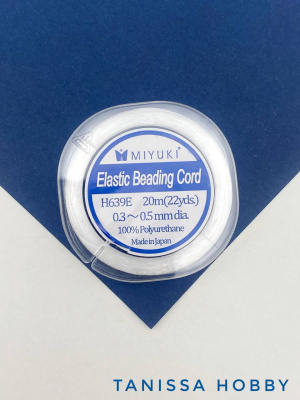 MIYUKI
Elastic Beading Cord
H639E 20m(22yds.)
0.3～0.5mm dia.
100% Polyurethane
Made in Japan
TANISSA HOBBY